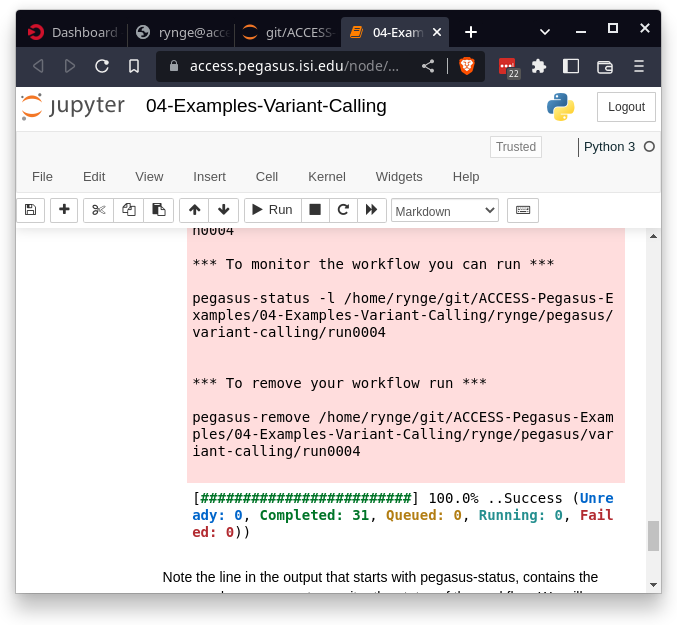 Dashboard
rynge@acce
git/ACCESS-
04-Exam
access.pegasus.isi.edu/node/...
22
jupyter
04-Examples-Variant-Calling
Logout
Trusted
Python 3
File Edit View Insert Cell Kernel Widgets Help
Run
Markdown
n0004
*** To monitor the workflow you can run ***
pegasus-status -l /home/rynge/git/ACCESS-Pegasus-E
xamples/04-Examples-Variant-Calling/rynge/pegasus/
variant-calling/run0004
*** To remove your workflow run ***
pegasus-remove /home/rynge/git/ACCESS-Pegasus-Exam
ples/04-Examples-Variant-Calling/rynge/pegasus/var
iant-calling/run0004
[#########################] 100.0% ..Success (Unre
ady: 0, Completed: 31, Queued: 0, Running: 0, Fail
ed: 0))
Note the line in the output that starts with pegasus-status, contains the